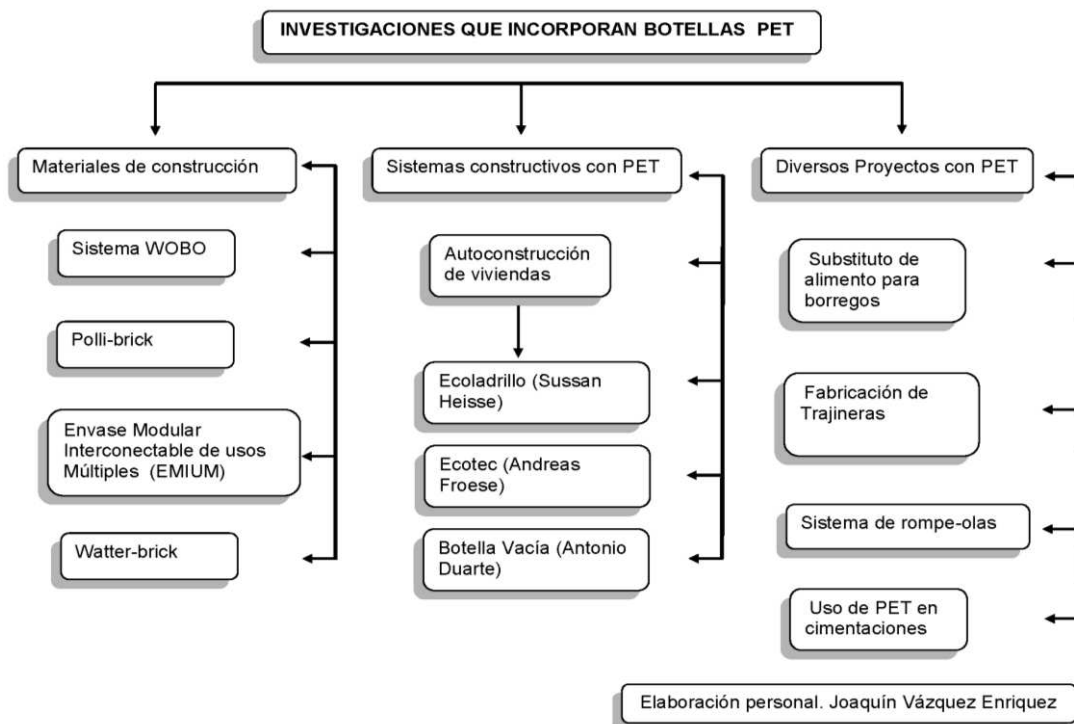 INVESTIGACIONES QUE INCORPORAN BOTELLAS PET
Materiales de construcción
Sistema WOBO
Polli-brick
Envase Modular
Interconectable de usos
Múltiples (EMIUM)
Watter-brick
Sistemas constructivos con PET
Autoconstrucción
de viviendas
Ecoladrillo (Sussan
Heisse)
Ecotec (Andreas
Froese)
Botella Vacía (Antonio
Duarte)
Diversos Proyectos con PET
Substituto de
alimento para
borregos
Fabricación de
Trajineras
Sistema de rompe-olas
Uso de PET en
cimentaciones
Elaboración personal. Joaquín Vázquez Enriquez